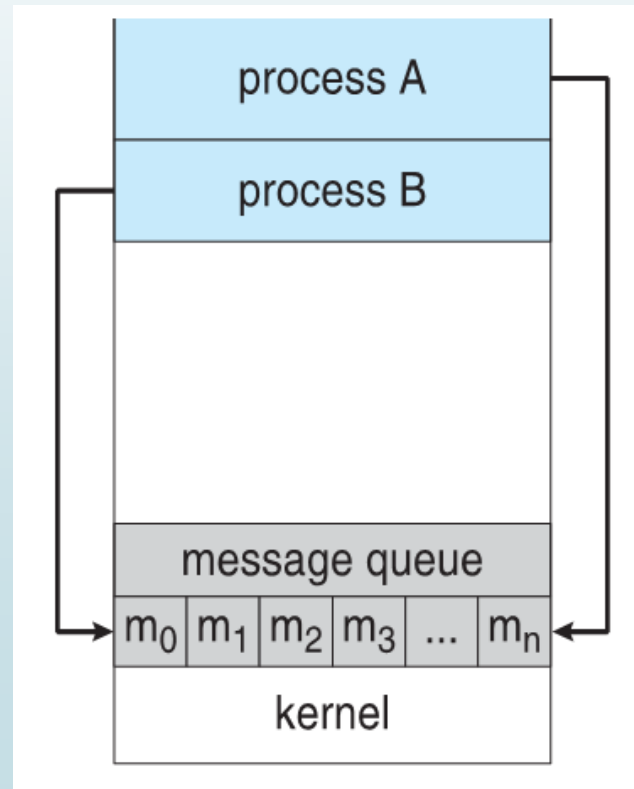 process A
process B
message queue
m₀ m₁ m₂ m₃ ... mₙ
kernel